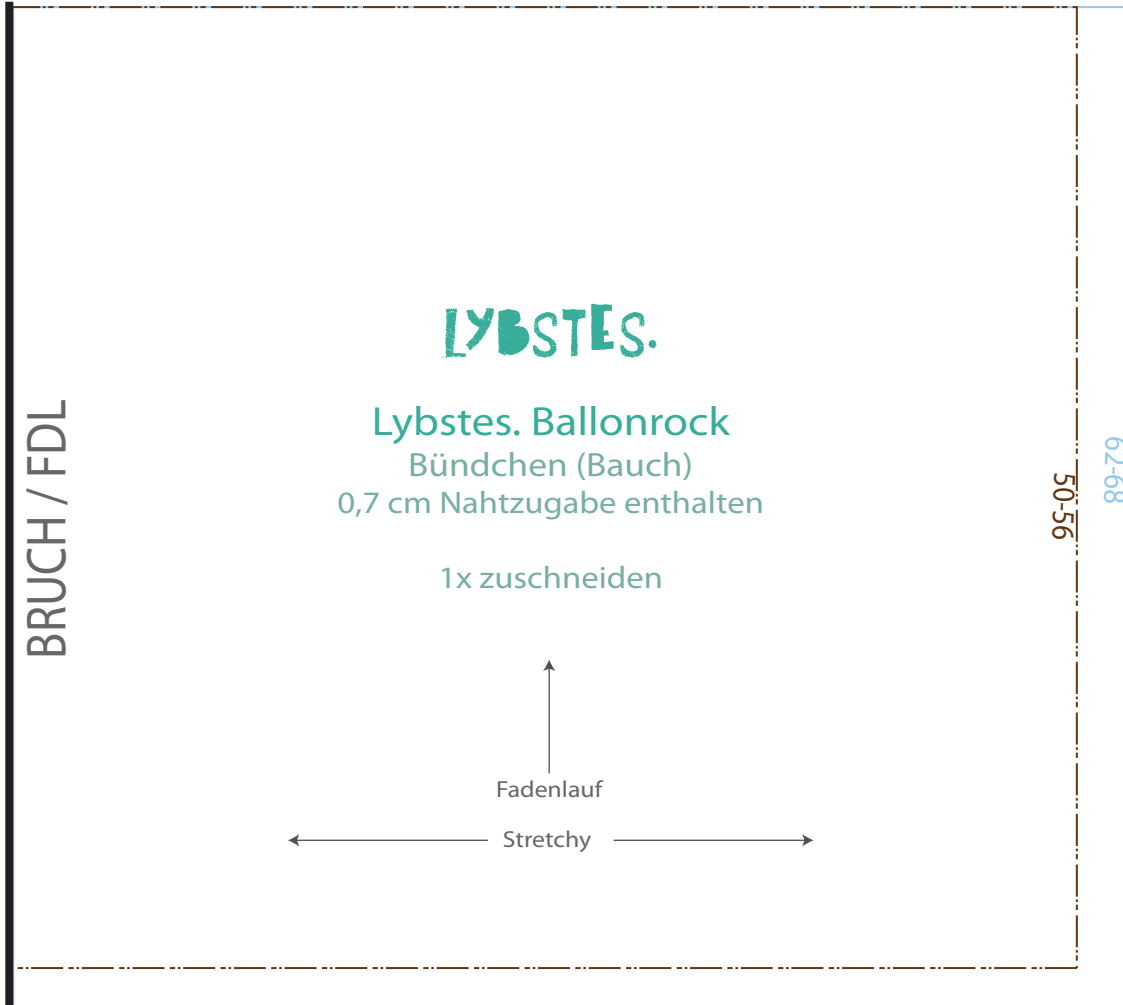 LYBSTES.
Lybstes. Ballonrock
Bündchen (Bauch)
0,7 cm Nahtzugabe enthalten
1x zuschneiden
BRUCH / FDL
50-56
62-68
Fadenlauf
Stretchy